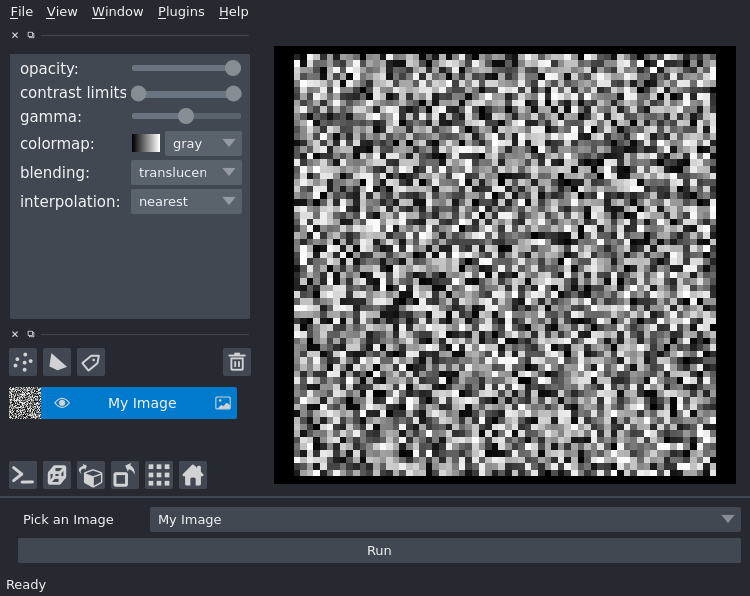 File View Window Plugins Help
opacity:
contrast limits
gamma:
colormap: gray
blending: translucen
interpolation: nearest
My Image
Pick an Image My Image
Run
Ready